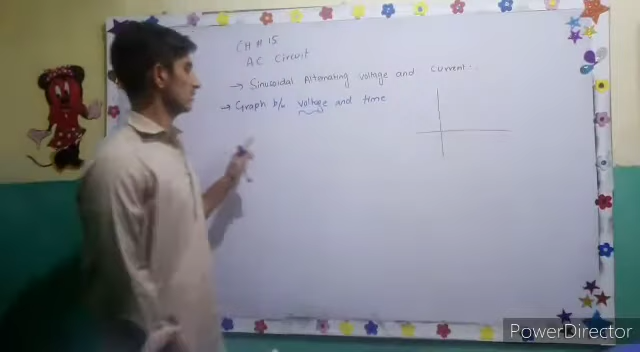 CH # 15
AC Circuit
→ Sinusoidal Alternating voltage and Current:.
→ Graph b/w voltage and time
PowerDirector